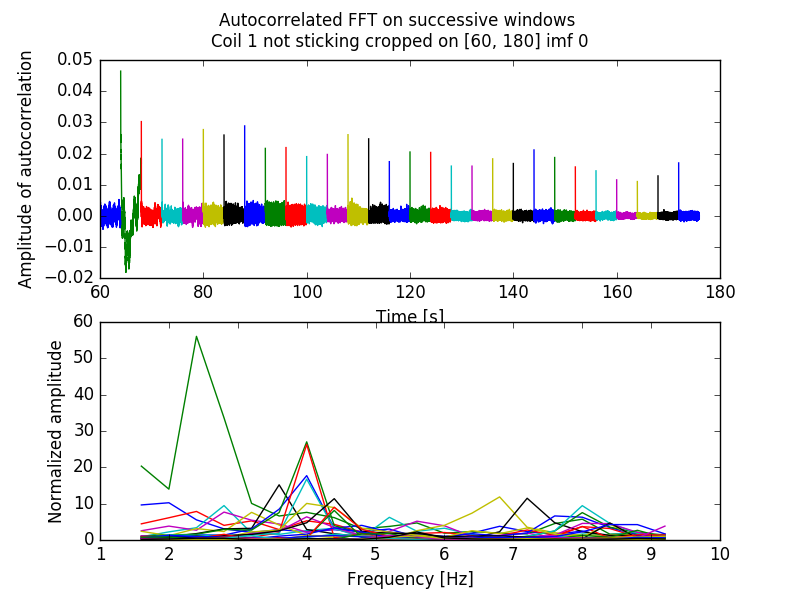 Autocorrelated FFT on successive windows
Coil 1 not sticking cropped on [60, 180] imf 0
Amplitude of autocorrelation
0.05
0.04
0.03
0.02
0.01
0.00
−0.01
−0.02
60 80 100 120 140 160 180
Time [s]
Normalized amplitude
60
50
40
30
20
10
0
1 2 3 4 5 6 7 8 9 10
Frequency [Hz]